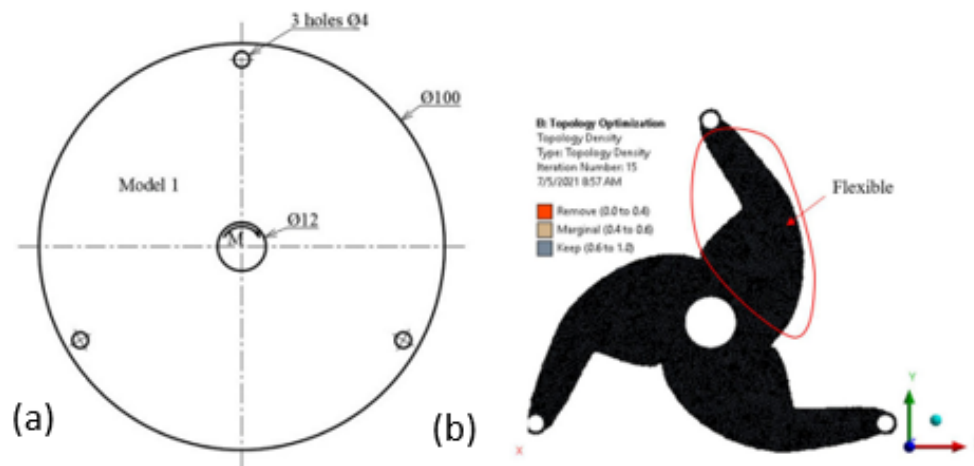 3 holes Ø4
Ø100
Model 1
Ø12
M
(a)
B: Topology Optimization
Topology Density
Type: Topology Density
Iteration Number: 15
7/5/2021 8:57 AM
Remove (0.0 to 0.4)
Marginal (0.4 to 0.6)
Keep (0.6 to 1.0)
Flexible
Y
X
(b)